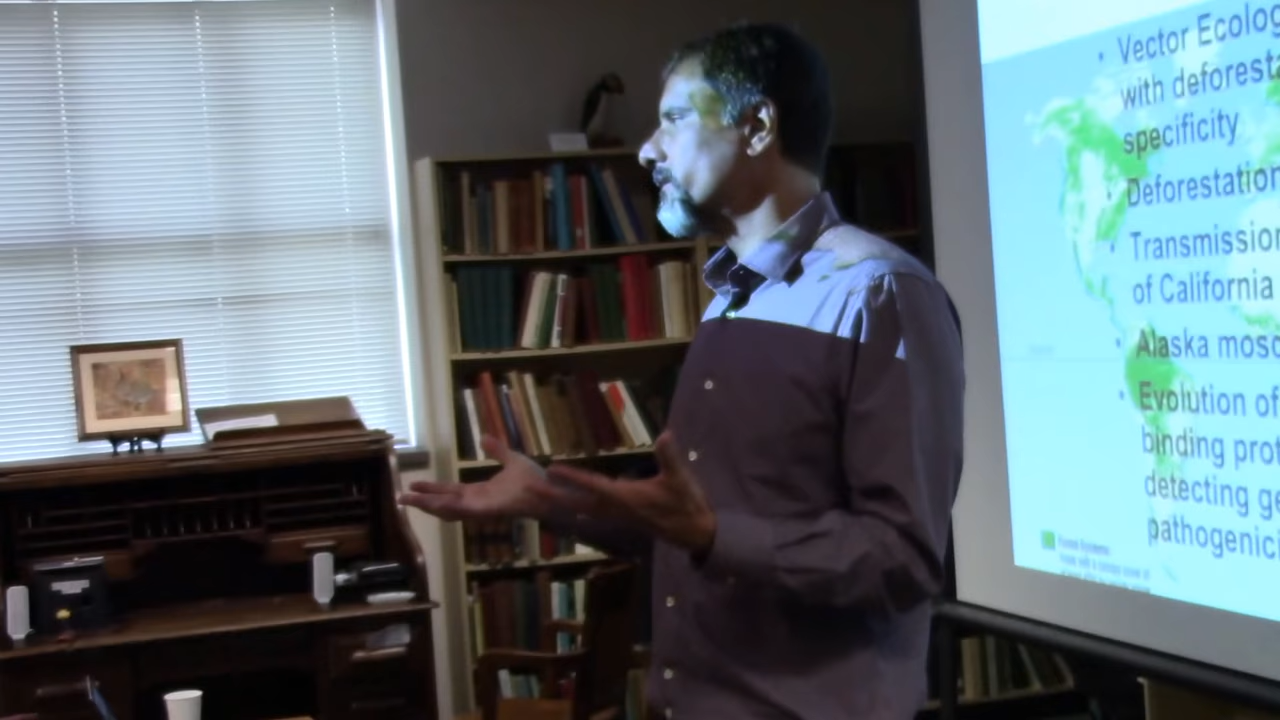 • Vector Ecolog
with deforesta
specificity
• Deforestation
• Transmission
of California
• Alaska mosq
• Evolution of
binding prot
detecting ge
pathogenici